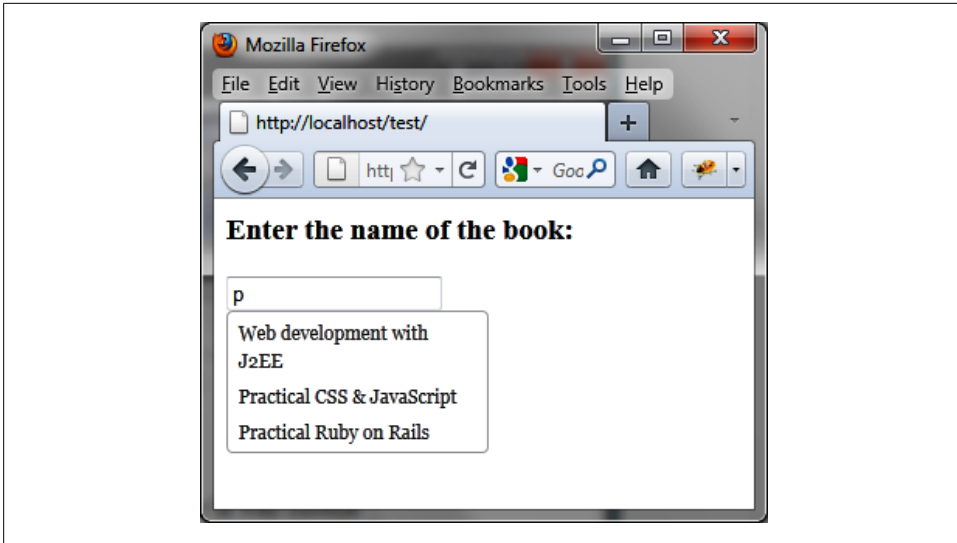 Mozilla Firefox
File Edit View History Bookmarks Tools Help
http://localhost/test/
Enter the name of the book:
p
Web development with
J2EE
Practical CSS & JavaScript
Practical Ruby on Rails